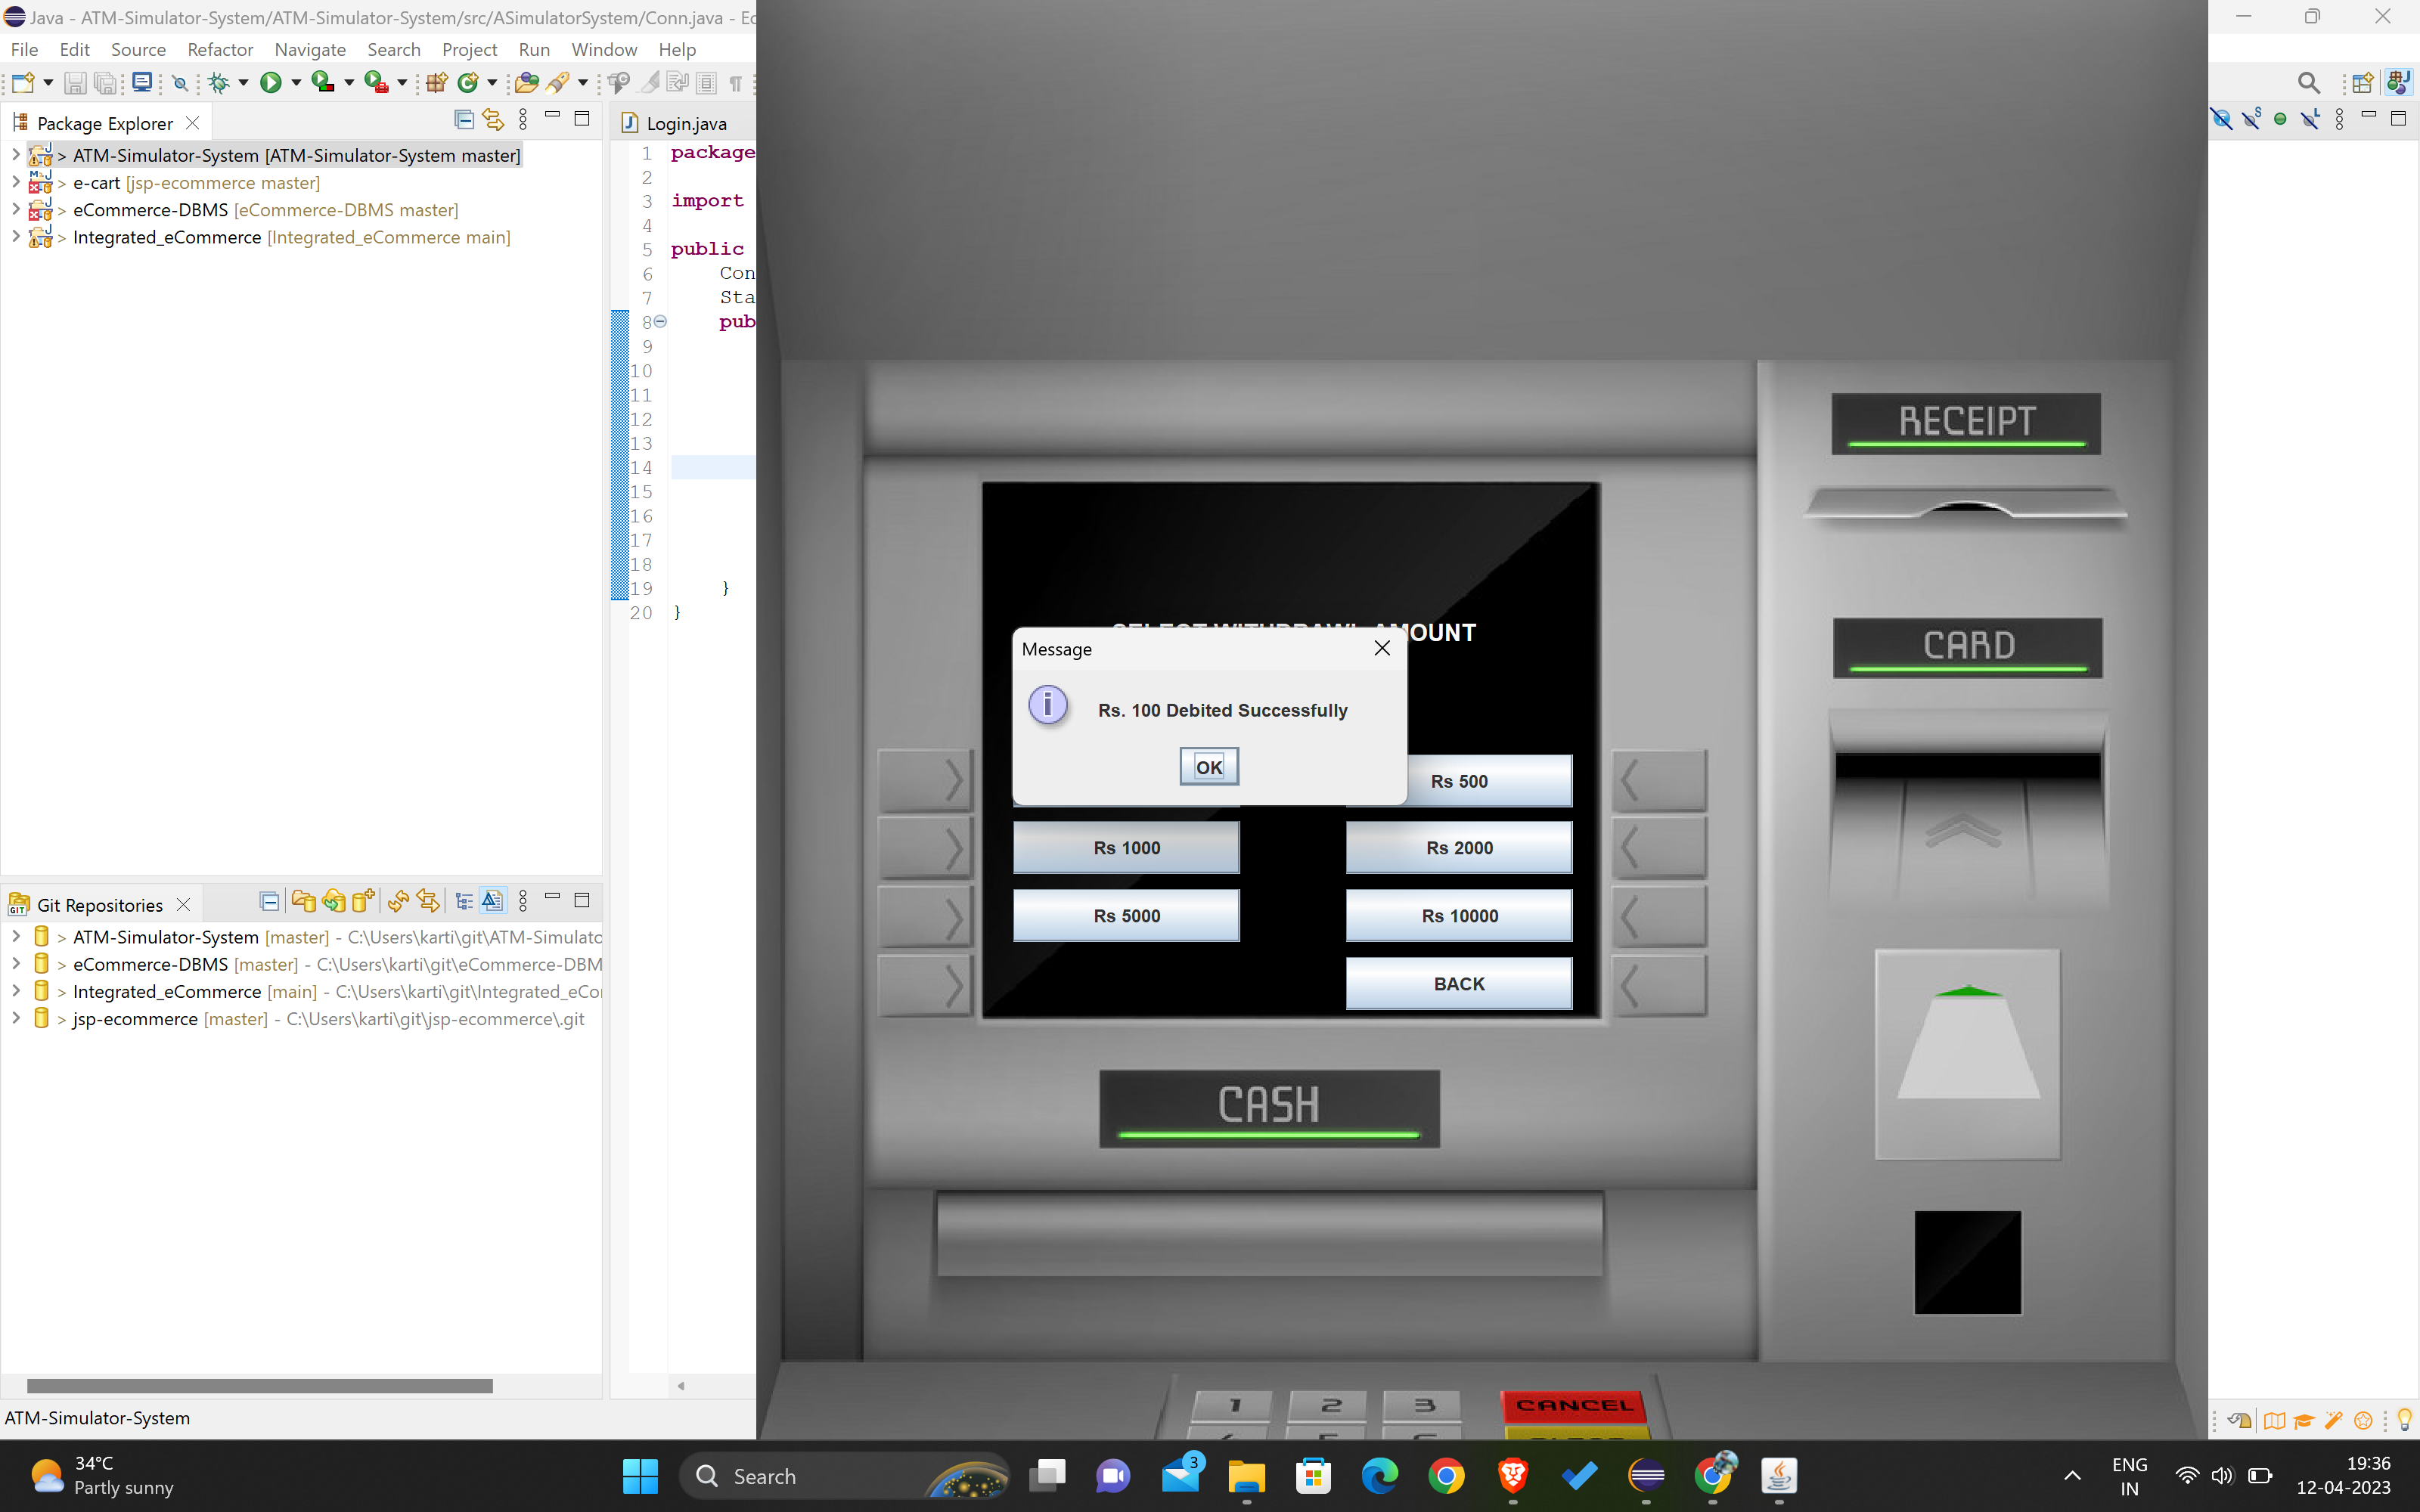 Java - ATM-Simulator-System/ATM-Simulator-System/src/ASimulatorSystem/Conn.java - Ec
File Edit Source Refactor Navigate Search Project Run Window Help
Package Explorer
> ATM-Simulator-System [ATM-Simulator-System master]
> e-cart [jsp-ecommerce master]
> eCommerce-DBMS [eCommerce-DBMS master]
> Integrated_eCommerce [Integrated_eCommerce main]
Login.java
1 package
2
3 import
4
5 public
6 Con
7 Sta
8 pub
9
10
11
12
13
14
15
16
17
18
19 }
20 }
Git Repositories
> ATM-Simulator-System [master] - C:\Users\karti\git\ATM-Simulato
> eCommerce-DBMS [master] - C:\Users\karti\git\eCommerce-DBM
> Integrated_eCommerce [main] - C:\Users\karti\git\Integrated_eCo
> jsp-ecommerce [master] - C:\Users\karti\git\jsp-ecommerce\.git
ATM-Simulator-System
SELECT WITHDRAWL AMOUNT
Message
Rs. 100 Debited Successfully
OK
Rs 500
Rs 1000
Rs 2000
Rs 5000
Rs 10000
BACK
RECEIPT
CARD
CASH
1 2 3 CANCEL
34°C
Partly sunny
Search
3
ENG
IN
19:36
12-04-2023